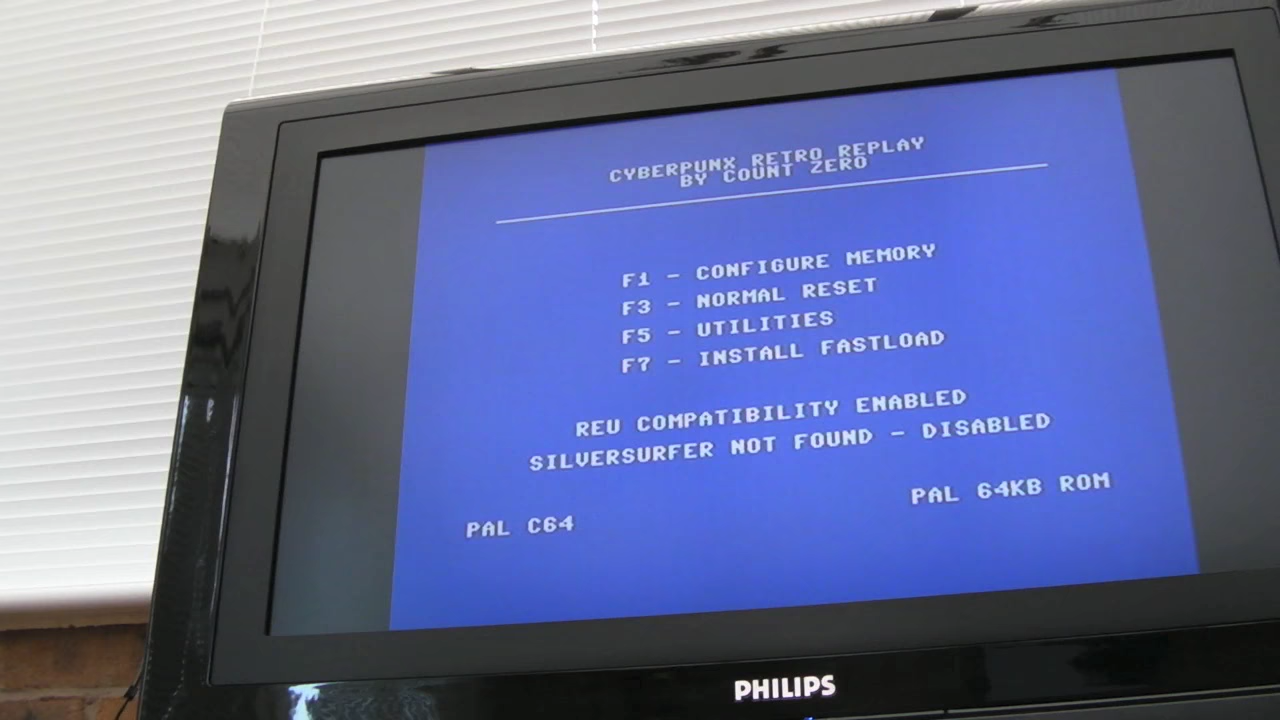 CYBERPUNX RETRO REPLAY
BY COUNT ZERO
F1 - CONFIGURE MEMORY
F3 - NORMAL RESET
F5 - UTILITIES
F7 - INSTALL FASTLOAD
REU COMPATIBILITY ENABLED
SILVERSURFER NOT FOUND - DISABLED
PAL C64
PAL 64KB ROM
PHILIPS